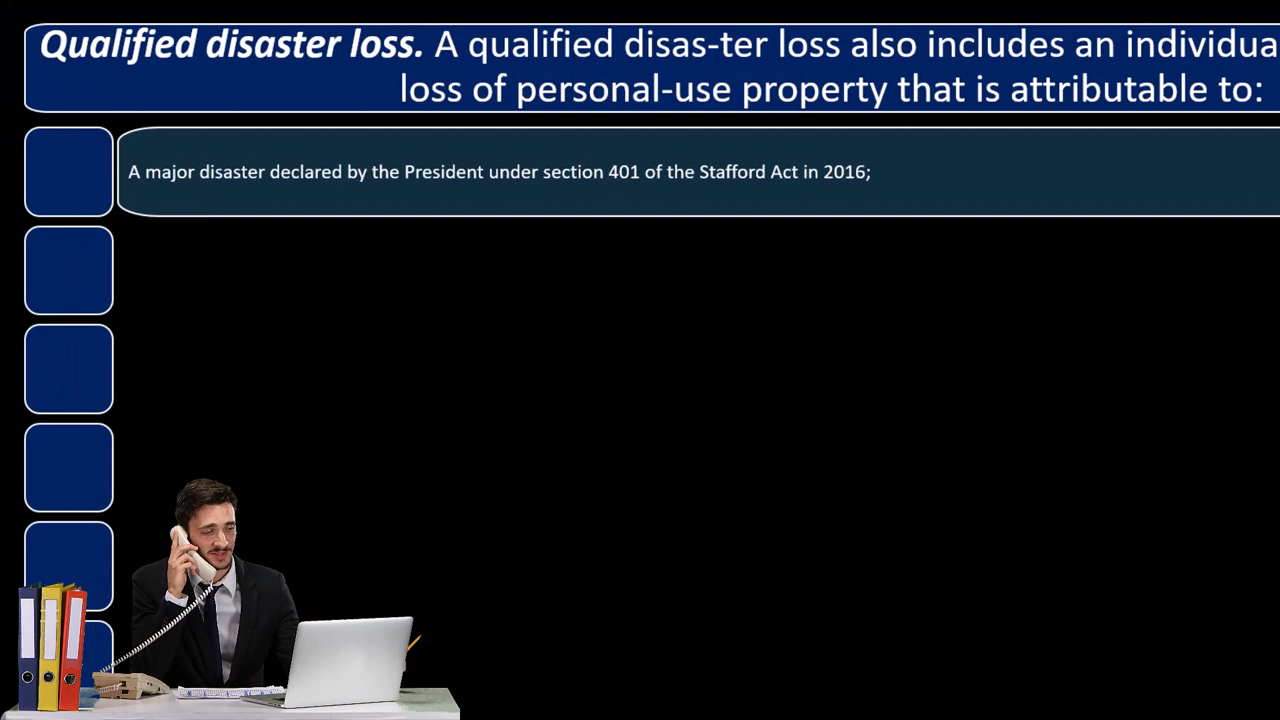 Qualified disaster loss. A qualified disas-ter loss also includes an individua
loss of personal-use property that is attributable to:
A major disaster declared by the President under section 401 of the Stafford Act in 2016;